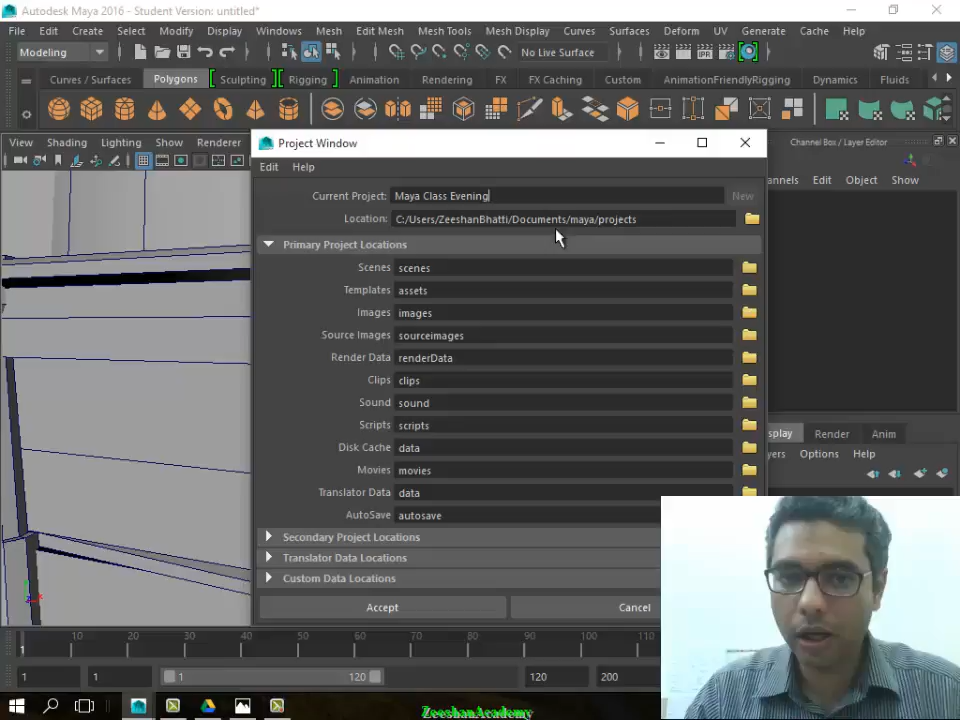 Autodesk Maya 2016 - Student Version: untitled*
File Edit Create Select Modify Display Windows Mesh Edit Mesh Mesh Tools Mesh Display Curves Surfaces Deform UV Generate Cache Help
Modeling No Live Surface
Curves / Surfaces Polygons Sculpting Rigging Animation Rendering FX FX Caching Custom AnimationFriendlyRigging Dynamics Fluids
View Shading Lighting Show Renderer
Project Window
Channel Box / Layer Editor
Edit Help
annels Edit Object Show
Current Project: Maya Class Evening New
Location: C:/Users/ZeeshanBhatti/Documents/maya/projects
Primary Project Locations
Scenes scenes
Templates assets
Images images
Source Images sourceimages
Render Data renderData
Clips clips
Sound sound
Scripts scripts
Disk Cache data
Movies movies
Translator Data data
AutoSave autosave
splay Render Anim
yers Options Help
Secondary Project Locations
Translator Data Locations
Custom Data Locations
Accept Cancel
1 10 20 30 40 50 60 70 80 90 100 110
1 1 1 120 120 200
IPR
ZeeshanAcademy